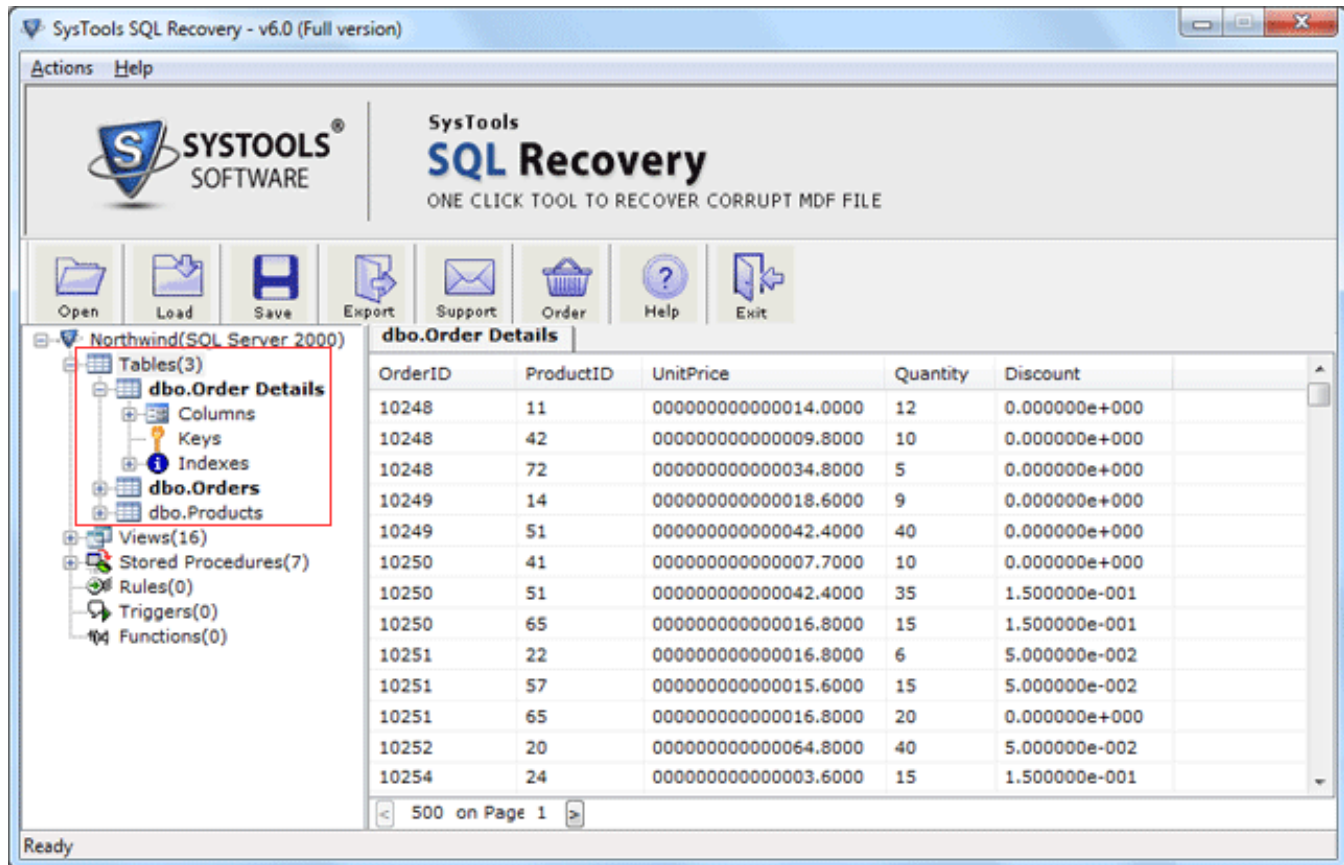 SysTools SQL Recovery - v6.0 (Full version)
Actions Help
SYSTOOLS®
SOFTWARE
SysTools
SQL Recovery
ONE CLICK TOOL TO RECOVER CORRUPT MDF FILE
Open Load Save Export Support Order Help Exit
Northwind(SQL Server 2000)
Tables(3)
dbo.Order Details
Columns
Keys
Indexes
dbo.Orders
dbo.Products
Views(16)
Stored Procedures(7)
Rules(0)
Triggers(0)
Functions(0)
dbo.Order Details
OrderID ProductID UnitPrice Quantity Discount
10248 11 000000000000014.0000 12 0.000000e+000
10248 42 000000000000009.8000 10 0.000000e+000
10248 72 000000000000034.8000 5 0.000000e+000
10249 14 000000000000018.6000 9 0.000000e+000
10249 51 000000000000042.4000 40 0.000000e+000
10250 41 000000000000007.7000 10 0.000000e+000
10250 51 000000000000042.4000 35 1.500000e-001
10250 65 000000000000016.8000 15 1.500000e-001
10251 22 000000000000016.8000 6 5.000000e-002
10251 57 000000000000015.6000 15 5.000000e-002
10251 65 000000000000016.8000 20 0.000000e+000
10252 20 000000000000064.8000 40 5.000000e-002
10254 24 000000000000003.6000 15 1.500000e-001
< 500 on Page 1 >
Ready